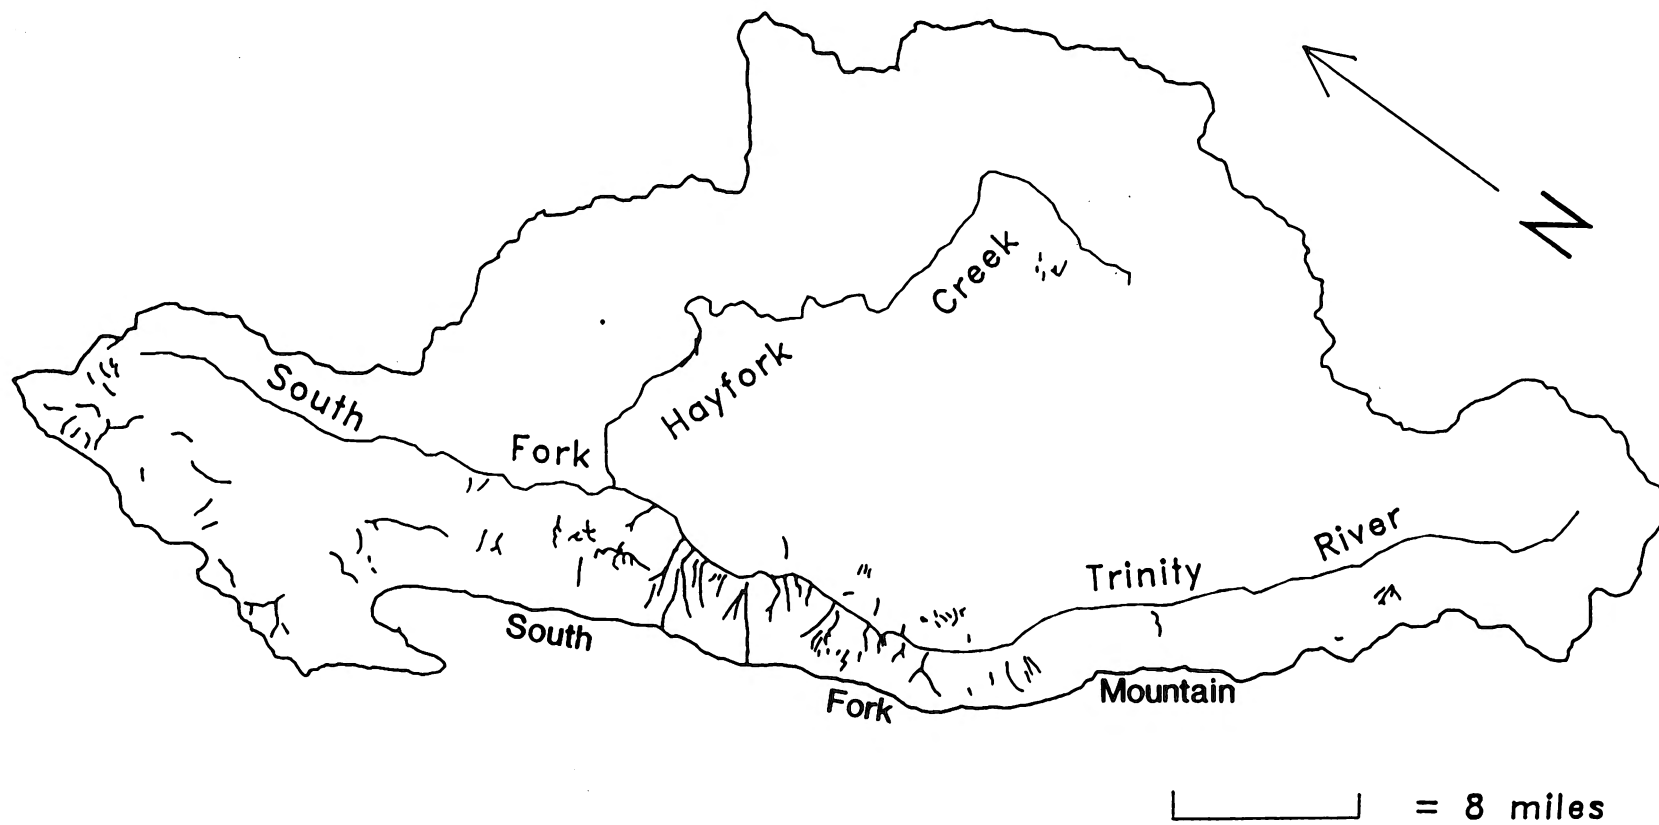 N
Creek
Hayfork
South
Fork
River
Trinity
South
Fork
Mountain
= 8 miles